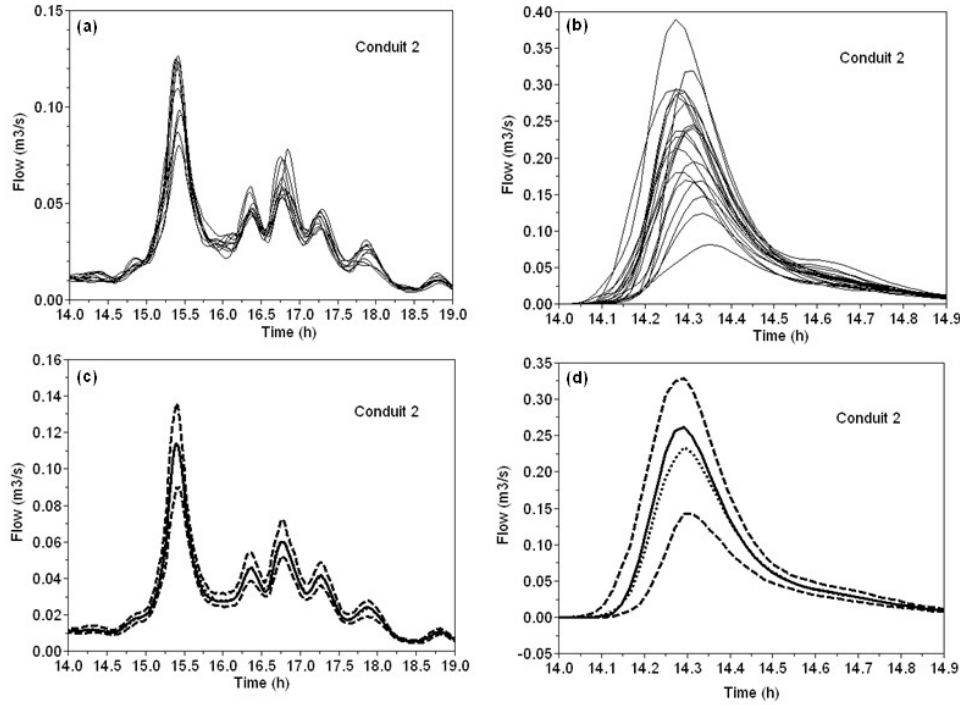 (a)
Conduit 2
Flow (m3/s)
0.15
0.10
0.05
0.00
14.0 14.5 15.0 15.5 16.0 16.5 17.0 17.5 18.0 18.5 19.0
Time (h)
(b)
Conduit 2
Flow (m3/s)
0.40
0.35
0.30
0.25
0.20
0.15
0.10
0.05
0.00
14.0 14.1 14.2 14.3 14.4 14.5 14.6 14.7 14.8 14.9
Time (h)
(c)
Conduit 2
Flow (m3/s)
0.16
0.14
0.12
0.10
0.08
0.06
0.04
0.02
0.00
14.0 14.5 15.0 15.5 16.0 16.5 17.0 17.5 18.0 18.5 19.0
Time (h)
(d)
Conduit 2
Flow (m3/s)
0.35
0.30
0.25
0.20
0.15
0.10
0.05
0.00
-0.05
14.0 14.1 14.2 14.3 14.4 14.5 14.6 14.7 14.8 14.9
Time (h)